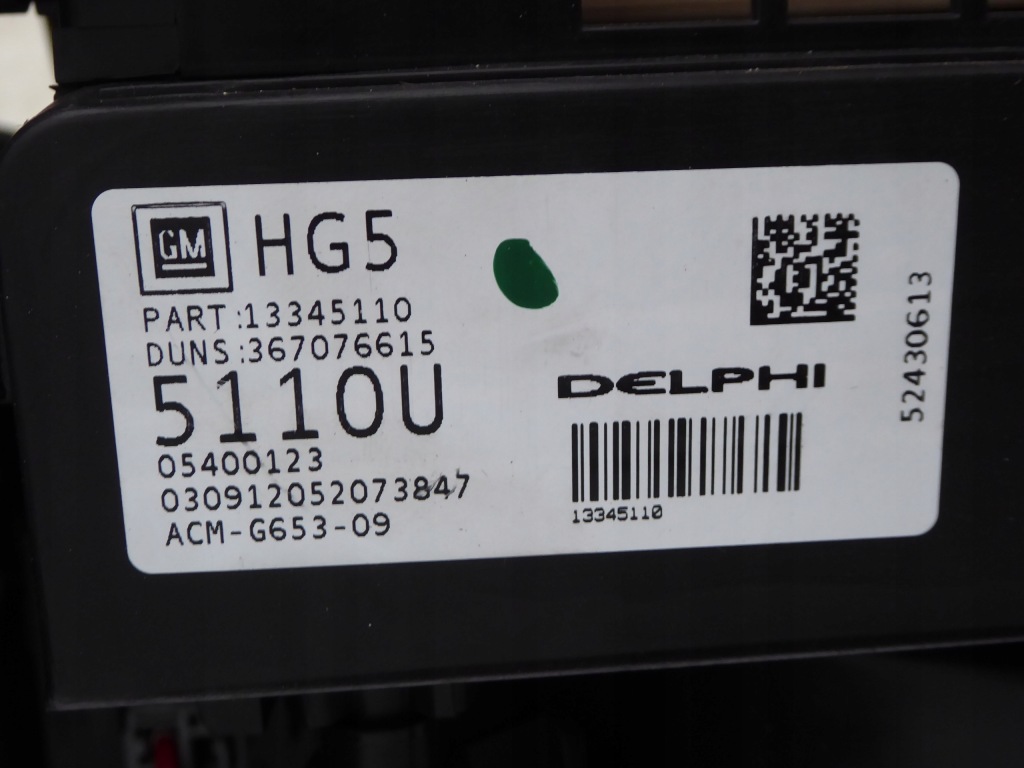 GM HG5
PART:13345110
DUNS:367076615
5110U
05400123
030912052073847
ACM-G653-09
DELPHI
13345110
52430613